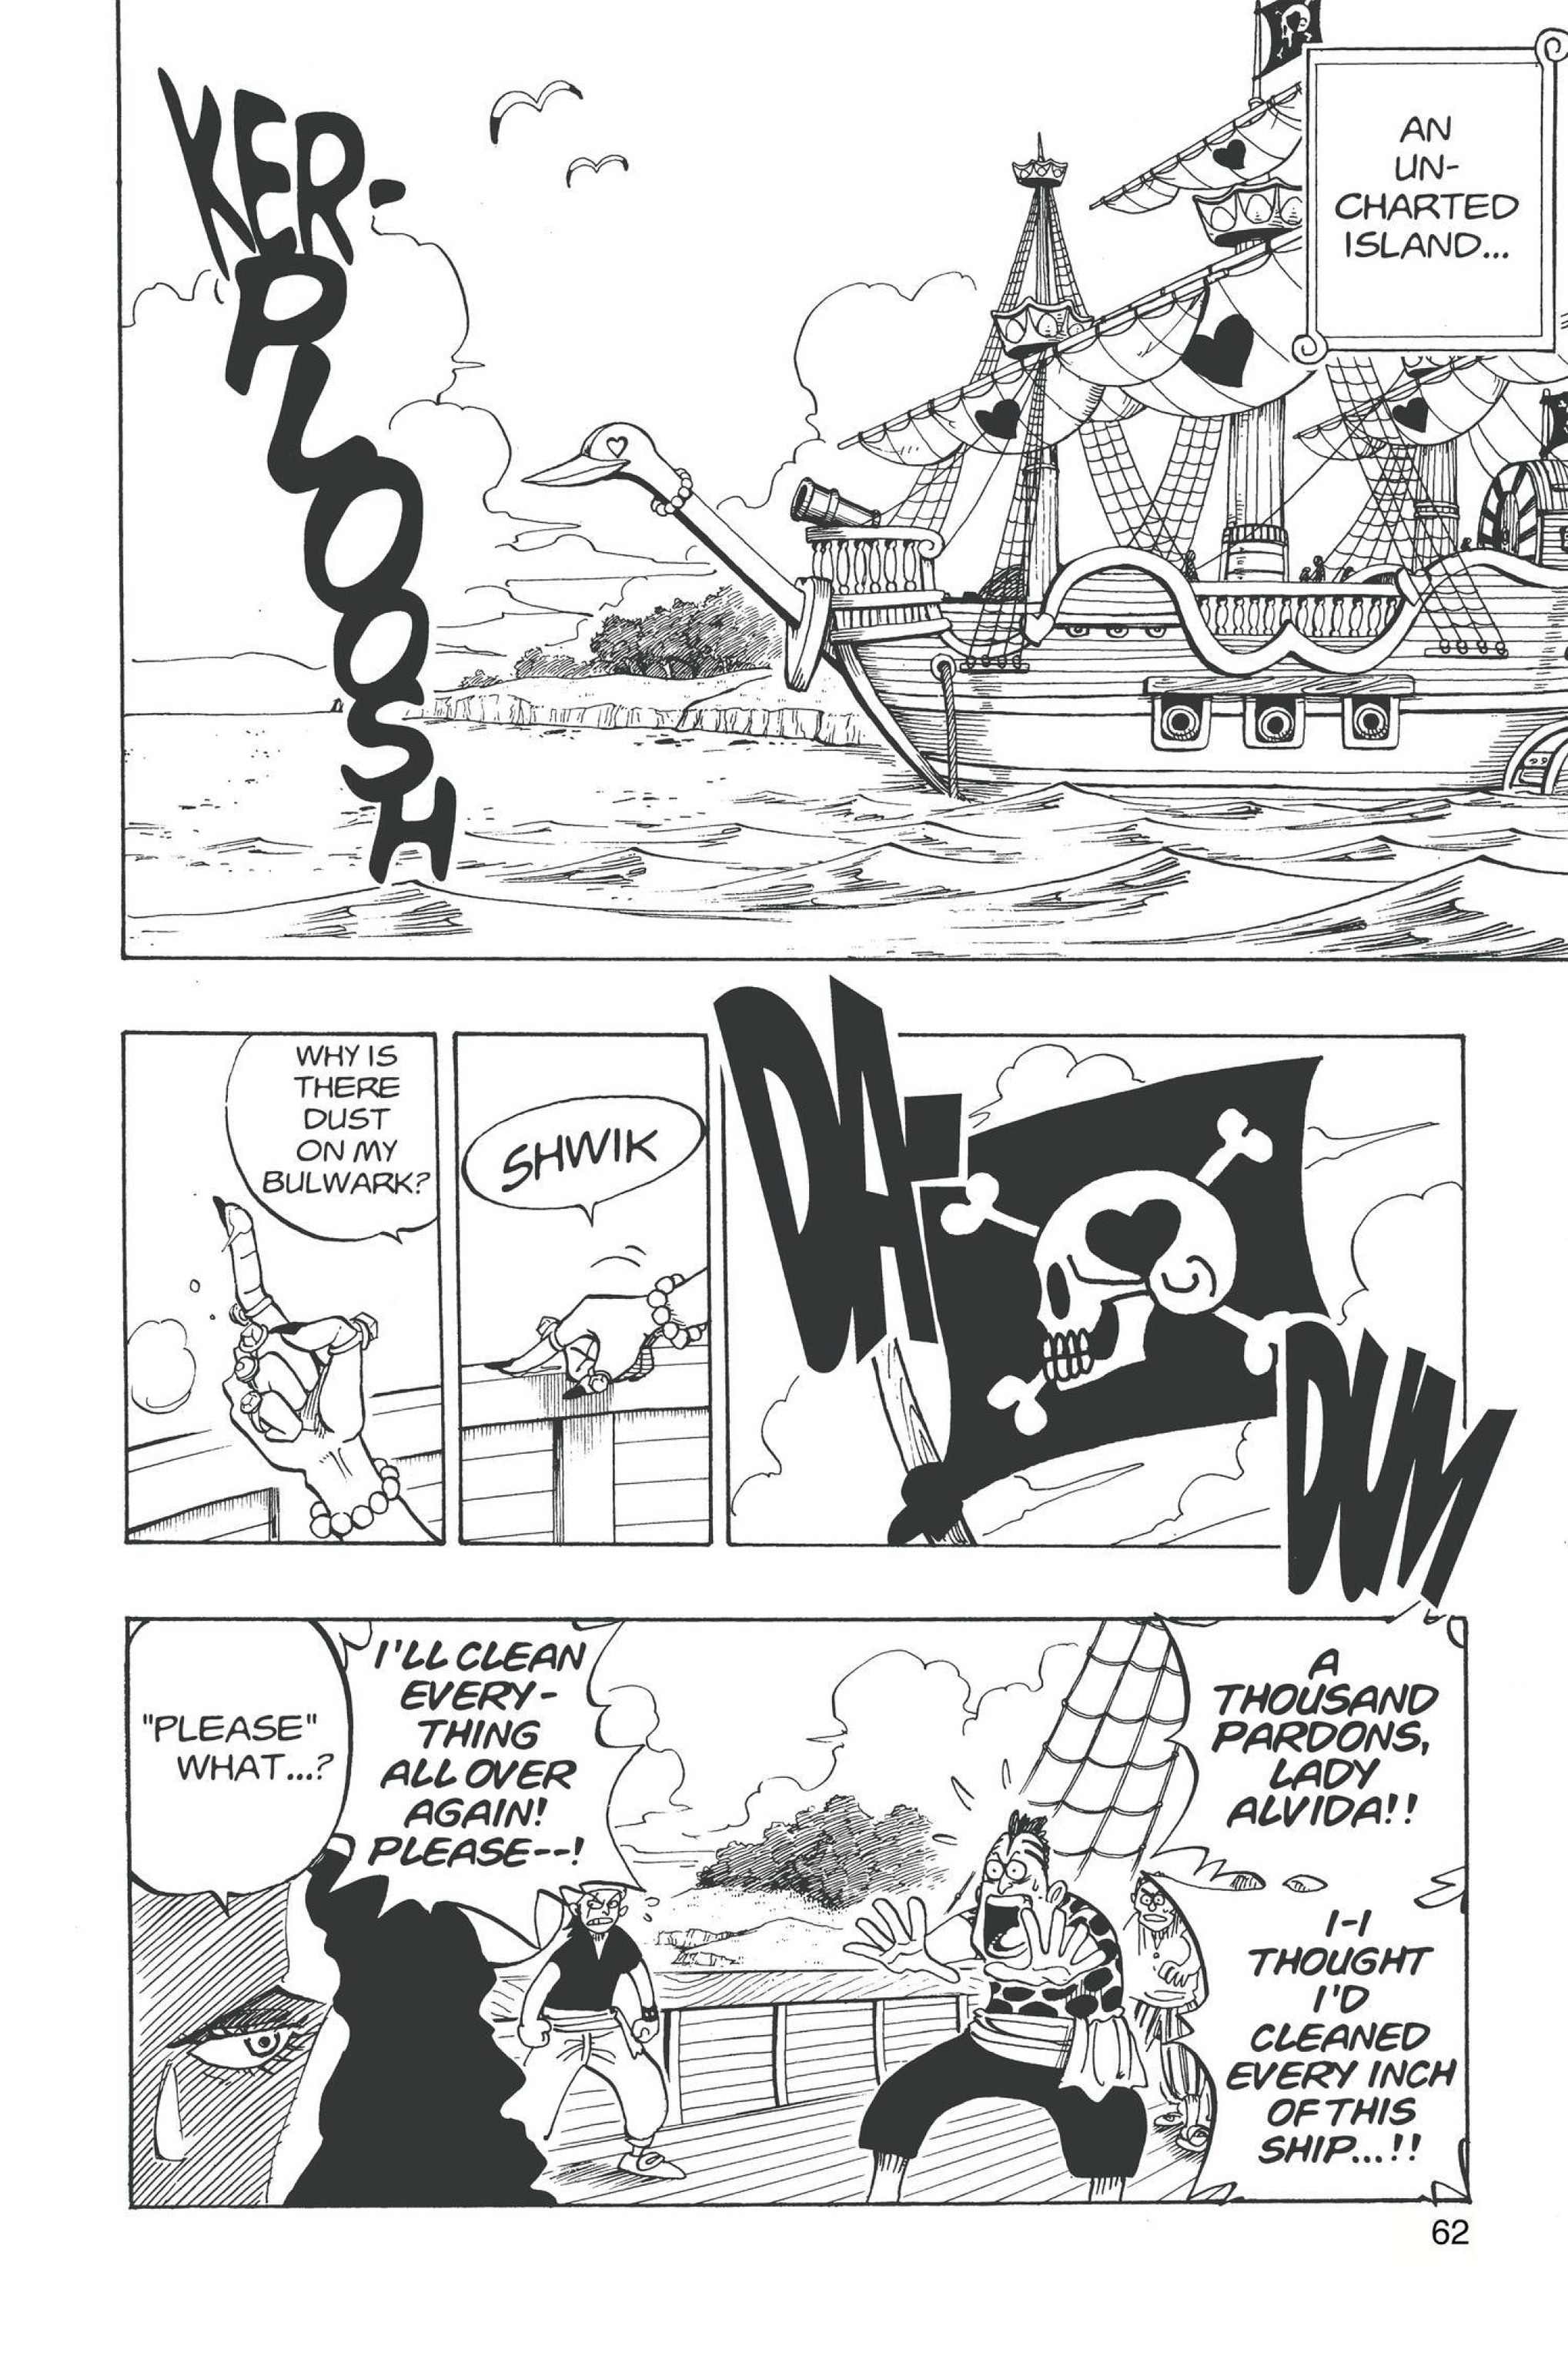 AN
UN-
CHARTED
ISLAND...
KER-
PLOOSH
DA-
DUM
SHWIK
WHY IS
THERE
DUST
ON MY
BULWARK?
A
THOUSAND
PARDONS,
LADY
ALVIDA!!
I-I
THOUGHT
I'D
CLEANED
EVERY INCH
OF THIS
SHIP...!!
I'LL CLEAN
EVERY-
THING
ALL OVER
AGAIN!
PLEASE--!
"PLEASE"
WHAT...?
62